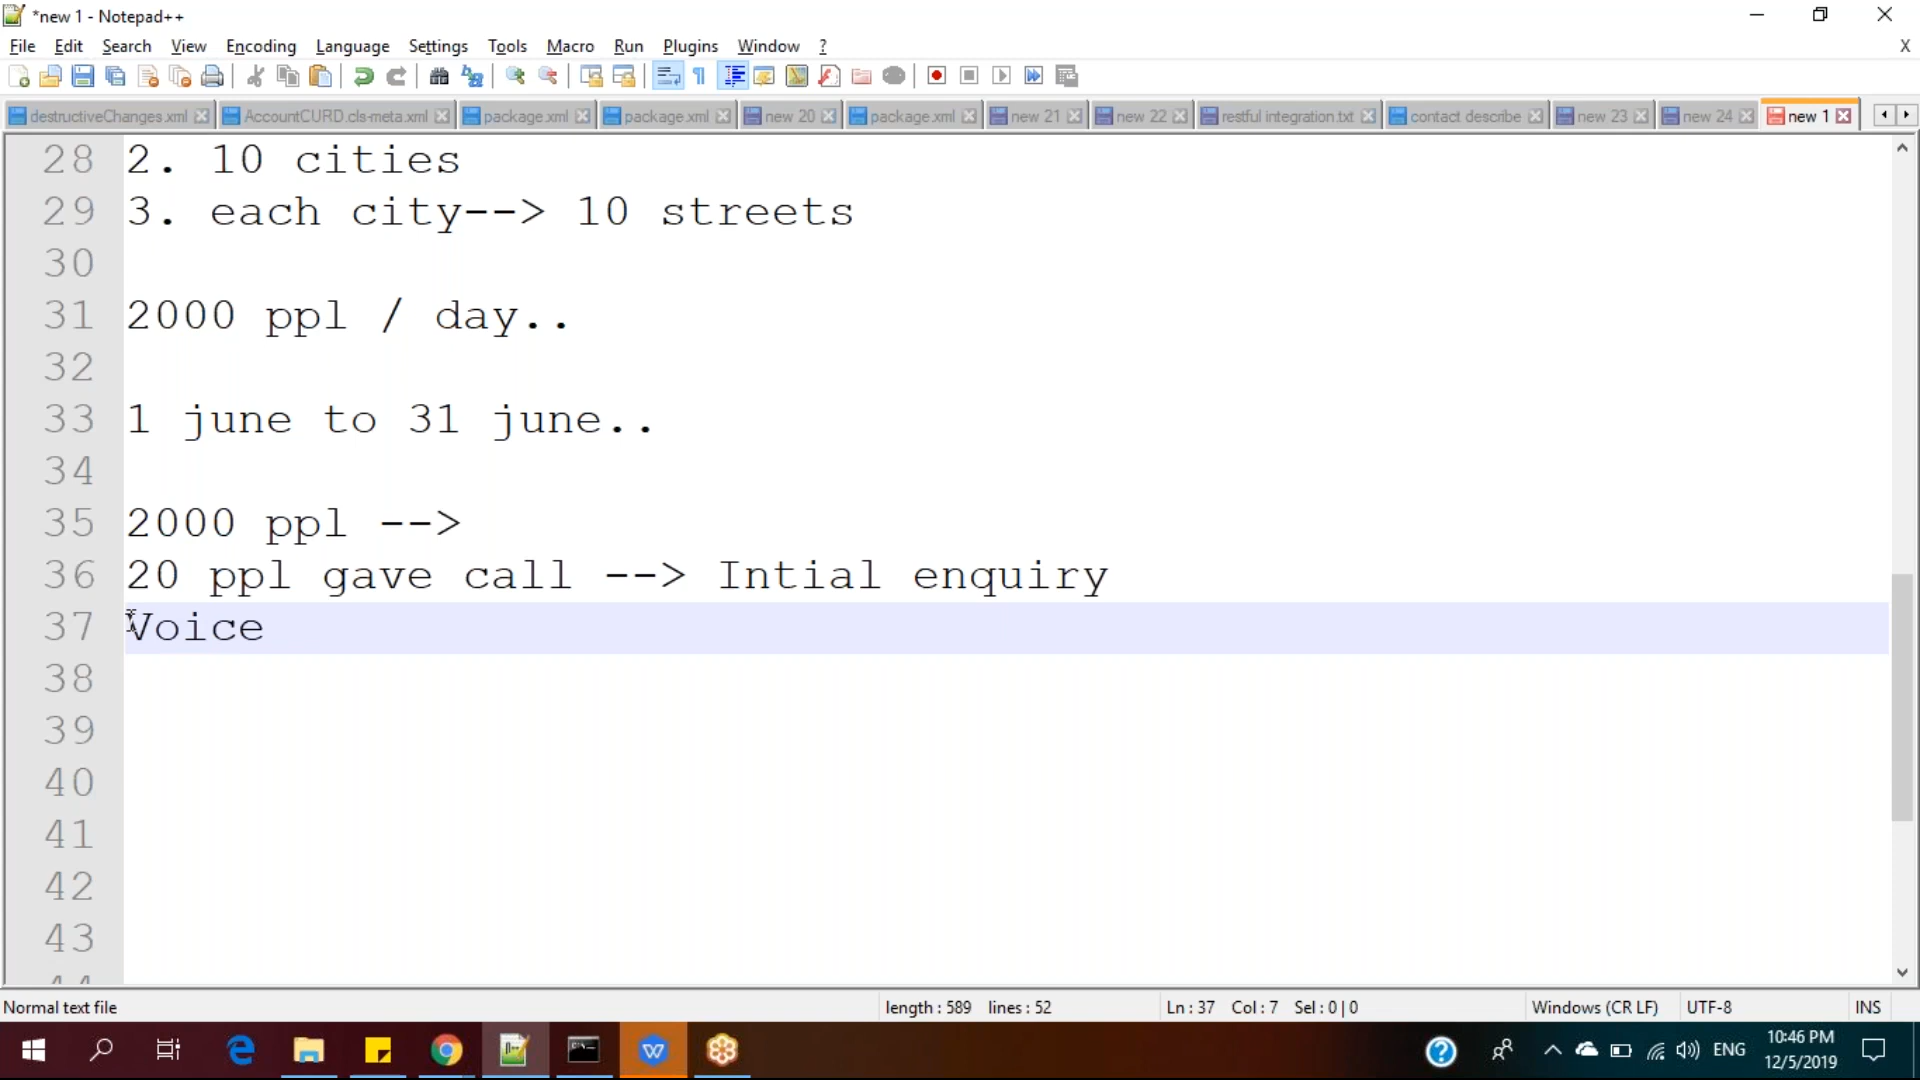 *new 1 - Notepad++
File Edit Search View Encoding Language Settings Tools Macro Run Plugins Window ? X
destructiveChanges.xml AccountCURD.cls-meta.xml package.xml package.xml new 20 package.xml new 21 new 22 restful integration.txt contact describe new 23 new 24 new 1
28 2. 10 cities
29 3. each city--> 10 streets
30
31 2000 ppl / day..
32
33 1 june to 31 june..
34
35 2000 ppl -->
36 20 ppl gave call --> Intial enquiry
37 Voice
38
39
40
41
42
43
44
Normal text file length : 589 lines : 52 Ln : 37 Col : 7 Sel : 0 | 0 Windows (CR LF) UTF-8 INS
ENG 10:46 PM
12/5/2019